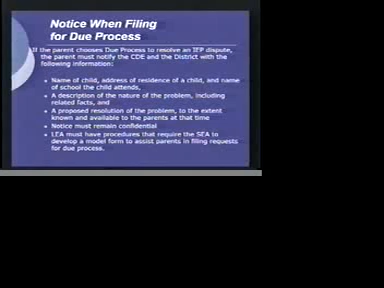 Notice When Filing
for Due Process
If the parent chooses Due Process to resolve an IEP dispute,
the parent must notify the CDE and the District with the
following information:
• Name of child, address of residence of a child, and name
of school the child attends,
• A description of the nature of the problem, including
related facts, and
• A proposed resolution of the problem, to the extent
known and available to the parents at that time
• Notice must remain confidential
• LEA must have procedures that require the SEA to
develop a model form to assist parents in filing requests
for due process.